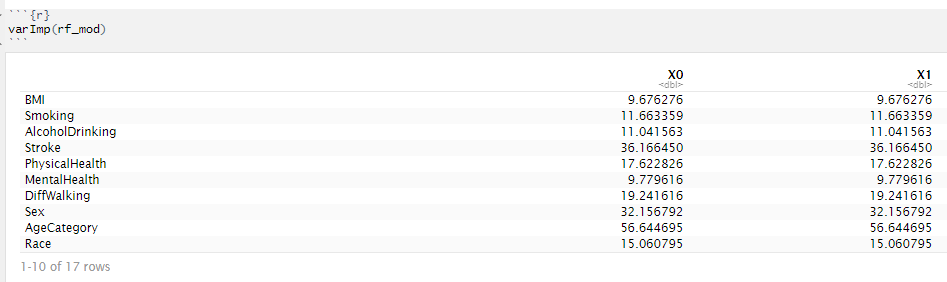 ```{r}
varImp(rf_mod)
```
X0 X1
<dbl> <dbl>
BMI 9.676276 9.676276
Smoking 11.663359 11.663359
AlcoholDrinking 11.041563 11.041563
Stroke 36.166450 36.166450
PhysicalHealth 17.622826 17.622826
MentalHealth 9.779616 9.779616
DiffWalking 19.241616 19.241616
Sex 32.156792 32.156792
AgeCategory 56.644695 56.644695
Race 15.060795 15.060795
1-10 of 17 rows